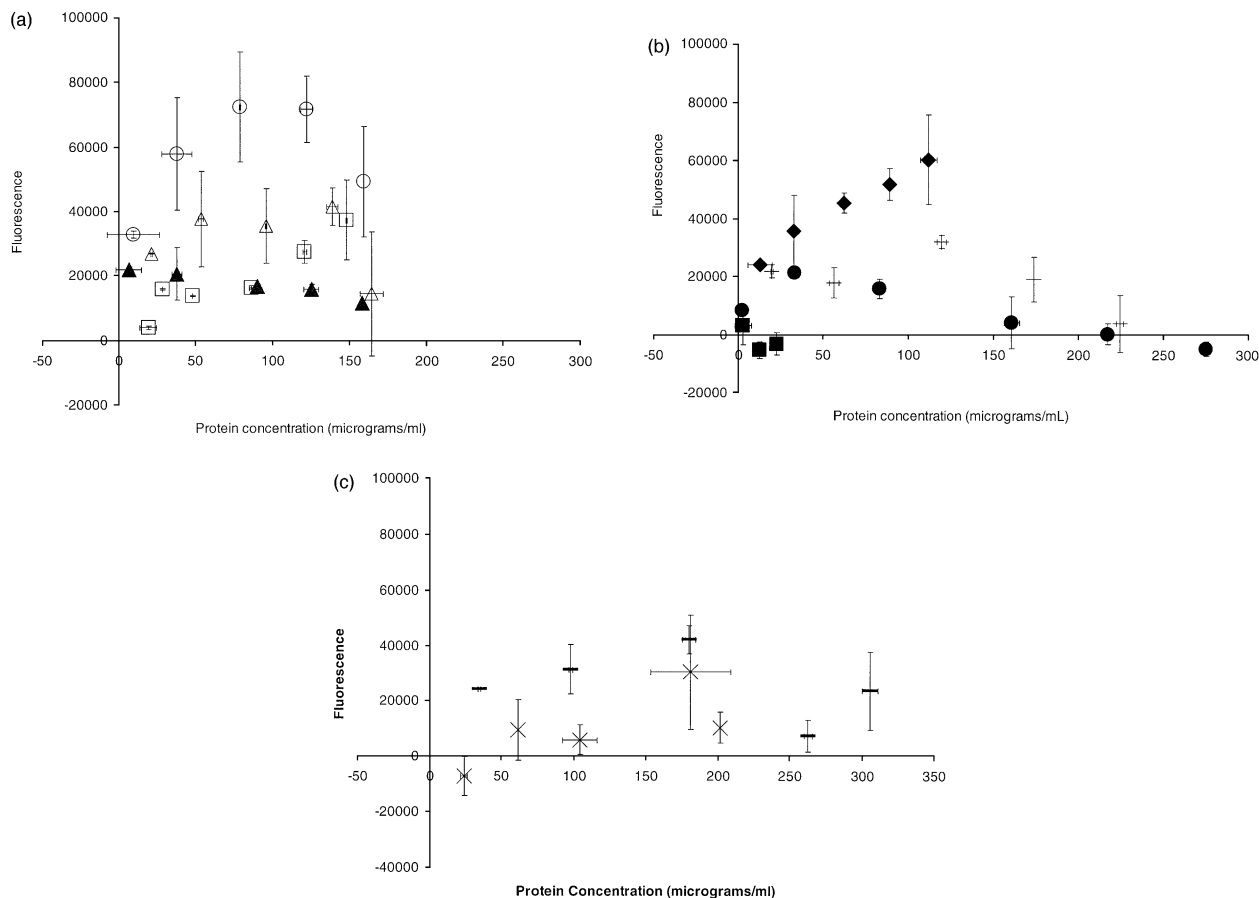 (a)
100000
80000
60000
40000
20000
0
-20000
Fluorescence
-50 0 50 100 150 200 250 300
Protein concentration (micrograms/ml)
(b)
100000
80000
60000
40000
20000
0
-20000
Fluorescence
-50 0 50 100 150 200 250 300
Protein concentration (micrograms/mL)
(c)
100000
80000
60000
40000
20000
0
-20000
-40000
Fluorescence
-50 0 50 100 150 200 250 300 350
Protein Concentration (micrograms/ml)